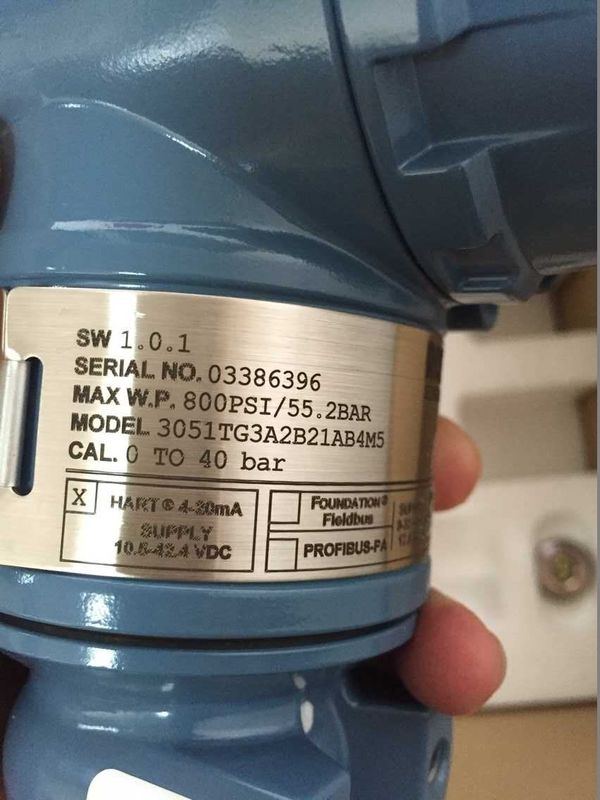 SW 1.0.1
SERIAL NO. 03386396
MAX W.P. 800PSI/55.2BAR
MODEL 3051TG3A2B21AB4M5
CAL. 0 TO 40 bar
X HART® 4-20mA
SUPPLY
10.5-42.4 VDC
FOUNDATION®
Fieldbus
PROFIBUS-PA